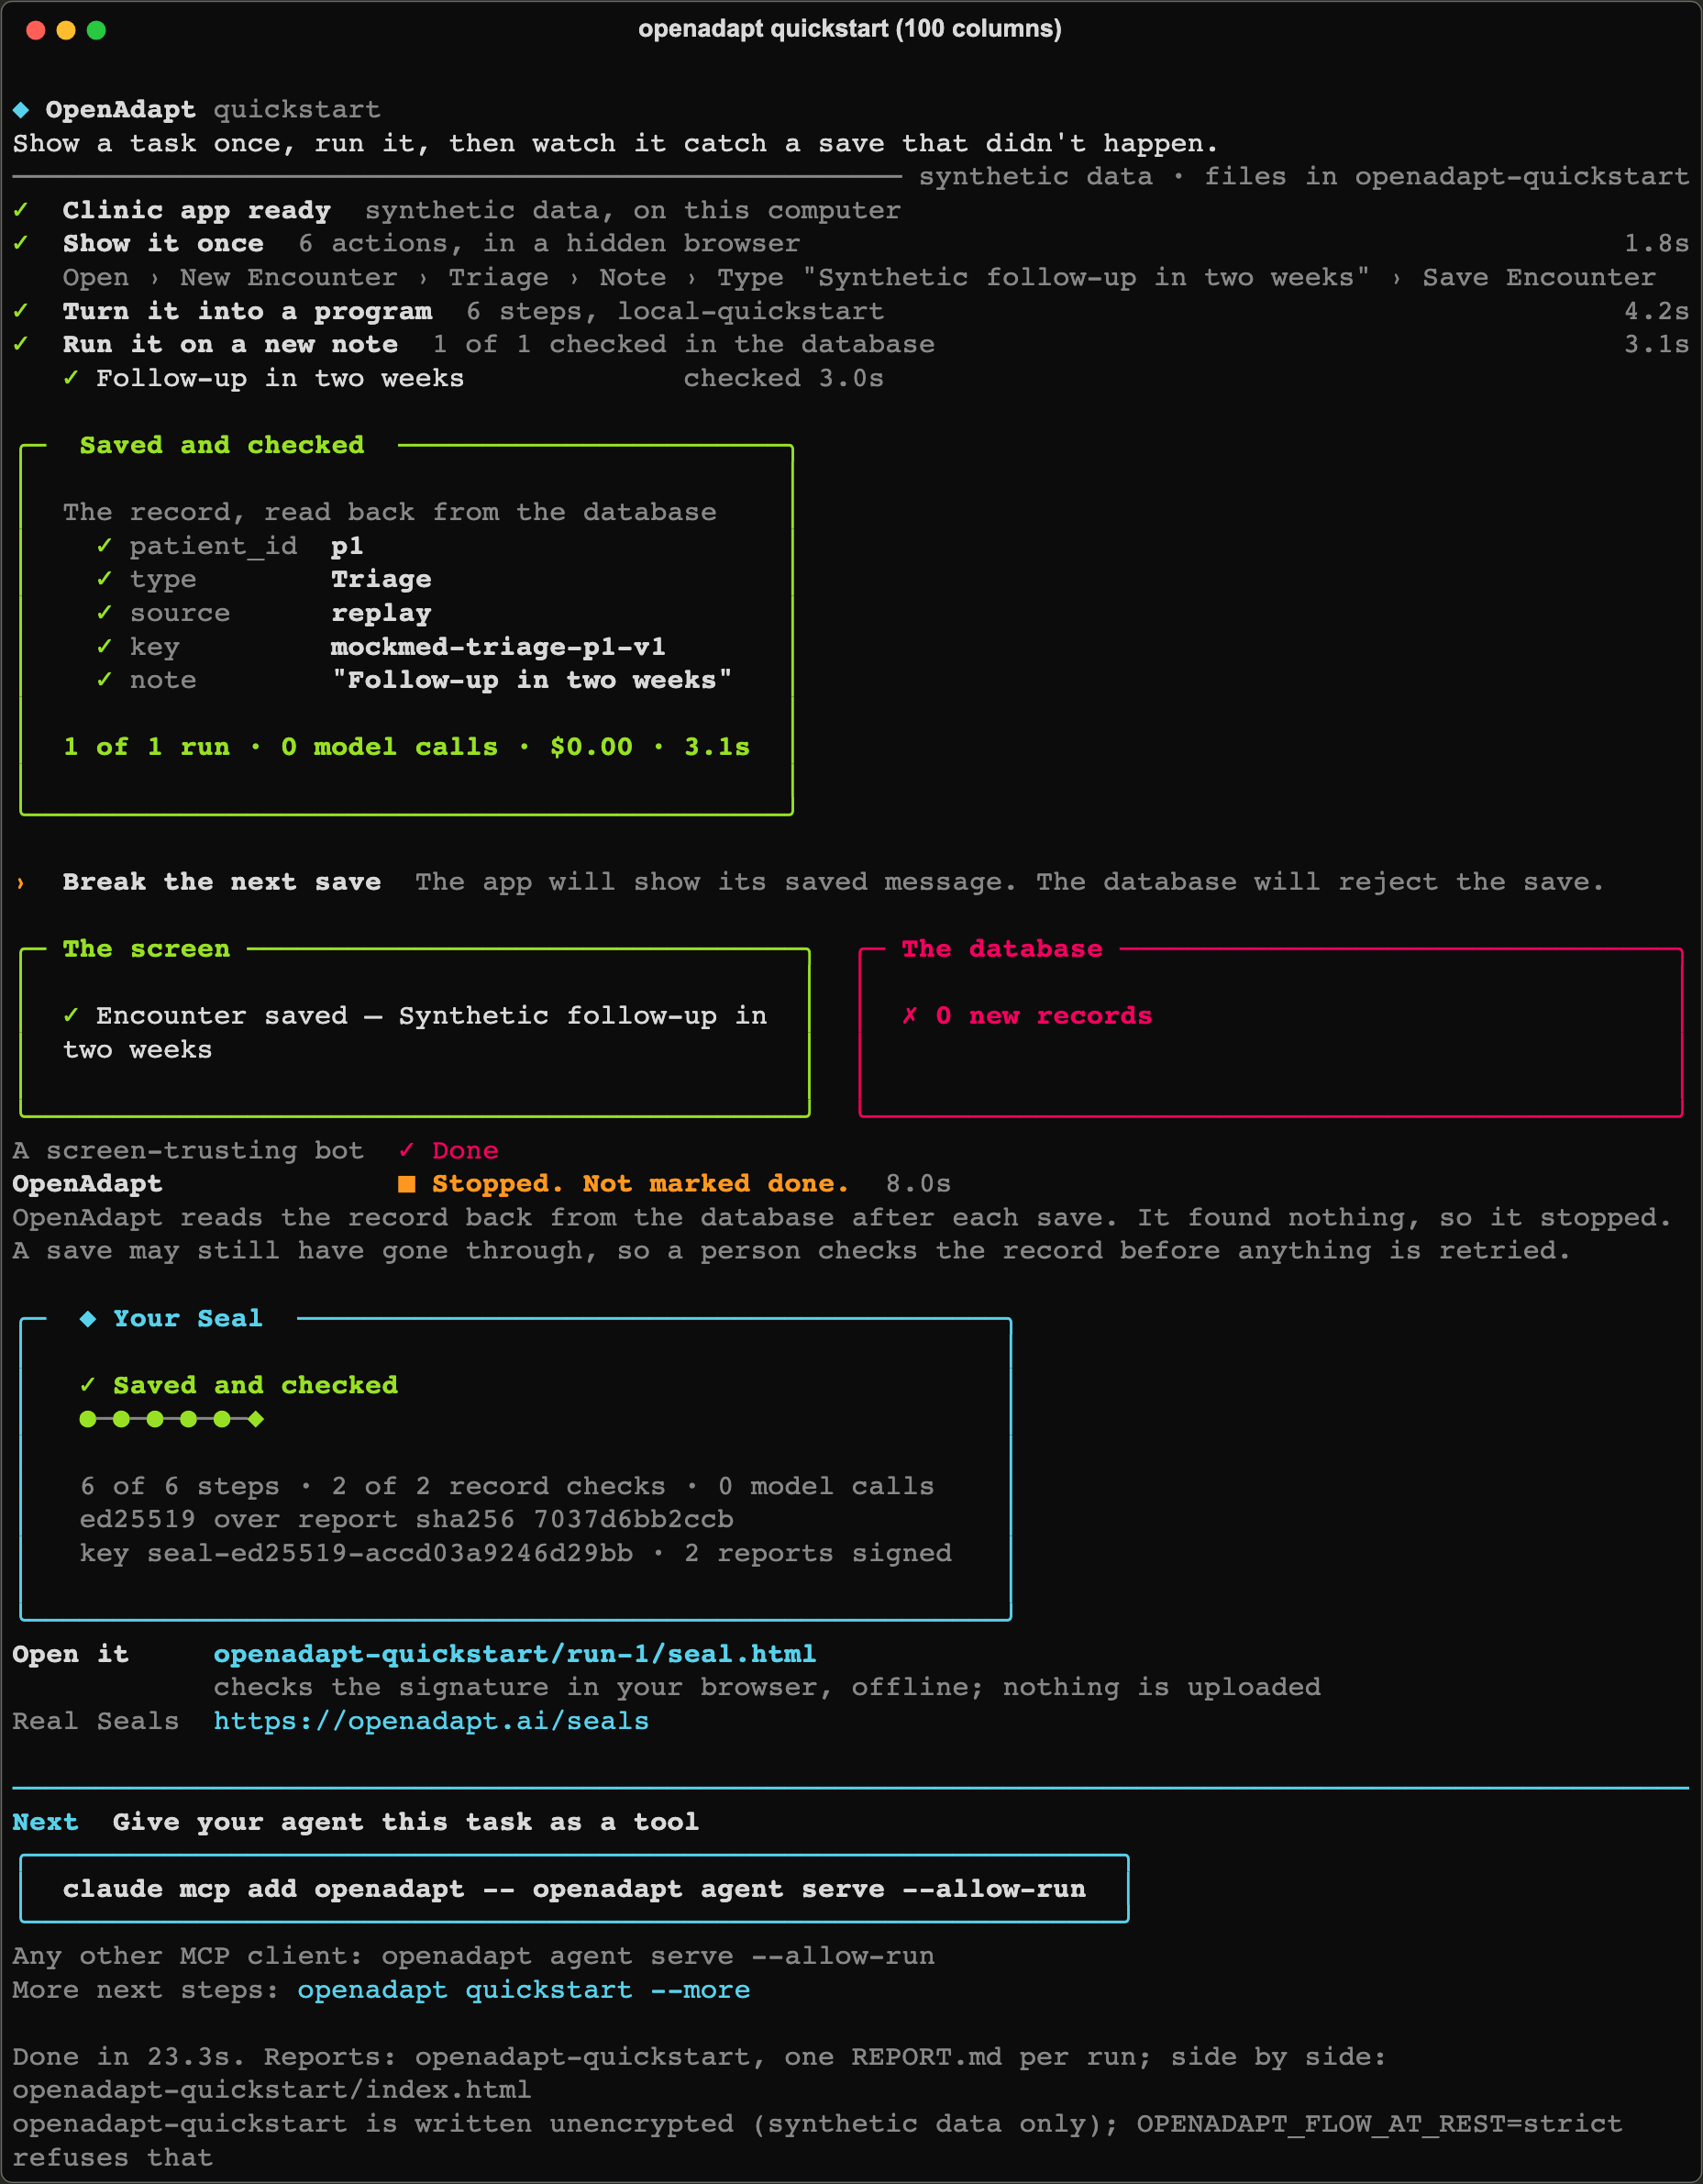 openadapt quickstart (100 columns)
◆ OpenAdapt quickstart
Show a task once, run it, then watch it catch a save that didn't happen.
synthetic data · files in openadapt-quickstart
✓ Clinic app ready synthetic data, on this computer
✓ Show it once 6 actions, in a hidden browser 1.8s
Open › New Encounter › Triage › Note › Type "Synthetic follow-up in two weeks" › Save Encounter
✓ Turn it into a program 6 steps, local-quickstart 4.2s
✓ Run it on a new note 1 of 1 checked in the database 3.1s
✓ Follow-up in two weeks checked 3.0s
Saved and checked
The record, read back from the database
✓ patient_id p1
✓ type Triage
✓ source replay
✓ key mockmed-triage-p1-v1
✓ note "Follow-up in two weeks"
1 of 1 run · 0 model calls · $0.00 · 3.1s
› Break the next save The app will show its saved message. The database will reject the save.
The screen
✓ Encounter saved — Synthetic follow-up in
two weeks
The database
✗ 0 new records
A screen-trusting bot ✓ Done
OpenAdapt ■ Stopped. Not marked done. 8.0s
OpenAdapt reads the record back from the database after each save. It found nothing, so it stopped.
A save may still have gone through, so a person checks the record before anything is retried.
◆ Your Seal
✓ Saved and checked
●─●─●─●─●─◆
6 of 6 steps · 2 of 2 record checks · 0 model calls
ed25519 over report sha256 7037d6bb2ccb
key seal-ed25519-accd03a9246d29bb · 2 reports signed
Open it openadapt-quickstart/run-1/seal.html
checks the signature in your browser, offline; nothing is uploaded
Real Seals https://openadapt.ai/seals
Next Give your agent this task as a tool
claude mcp add openadapt -- openadapt agent serve --allow-run
Any other MCP client: openadapt agent serve --allow-run
More next steps: openadapt quickstart --more
Done in 23.3s. Reports: openadapt-quickstart, one REPORT.md per run; side by side:
openadapt-quickstart/index.html
openadapt-quickstart is written unencrypted (synthetic data only); OPENADAPT_FLOW_AT_REST=strict
refuses that